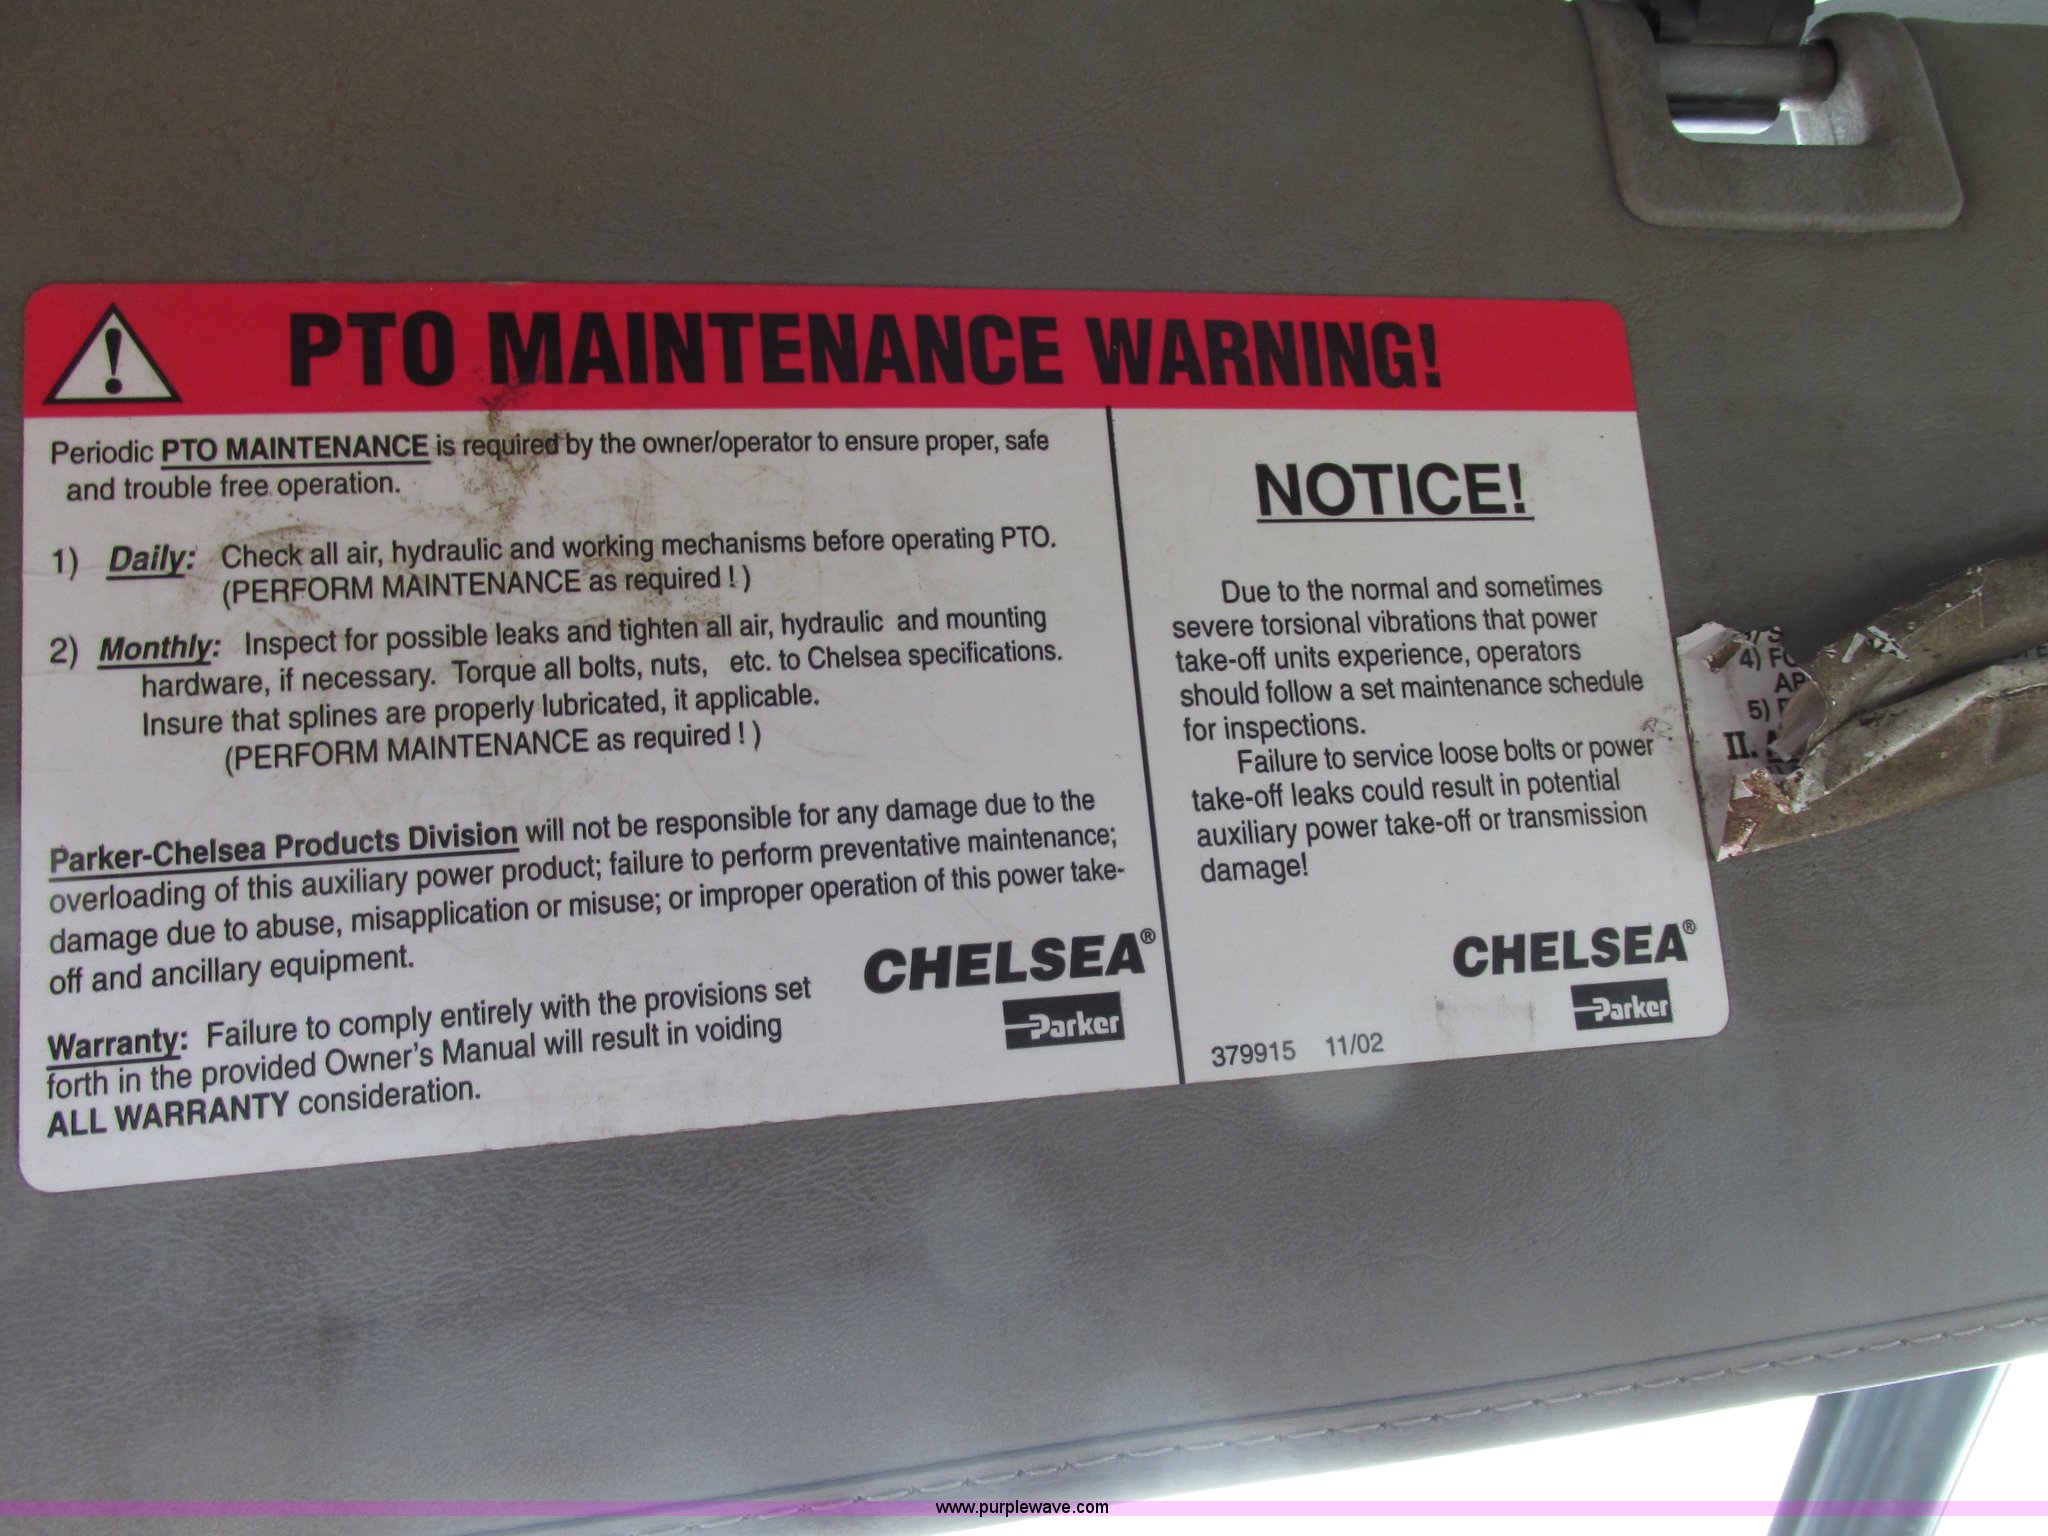 PTO MAINTENANCE WARNING!
Periodic PTO MAINTENANCE is required by the owner/operator to ensure proper, safe
and trouble free operation.
1) Daily: Check all air, hydraulic and working mechanisms before operating PTO.
(PERFORM MAINTENANCE as required ! )
2) Monthly: Inspect for possible leaks and tighten all air, hydraulic and mounting
hardware, if necessary. Torque all bolts, nuts, etc. to Chelsea specifications.
Insure that splines are properly lubricated, it applicable.
(PERFORM MAINTENANCE as required ! )
Parker-Chelsea Products Division will not be responsible for any damage due to the
overloading of this auxiliary power product; failure to perform preventative maintenance;
damage due to abuse, misapplication or misuse; or improper operation of this power take-
off and ancillary equipment.
Warranty: Failure to comply entirely with the provisions set
forth in the provided Owner's Manual will result in voiding
ALL WARRANTY consideration.
CHELSEA®
Parker
NOTICE!
Due to the normal and sometimes
severe torsional vibrations that power
take-off units experience, operators
should follow a set maintenance schedule
for inspections.
Failure to service loose bolts or power
take-off leaks could result in potential
auxiliary power take-off or transmission
damage!
CHELSEA®
Parker
379915 11/02
4)
5)
II.
www.purplewave.com